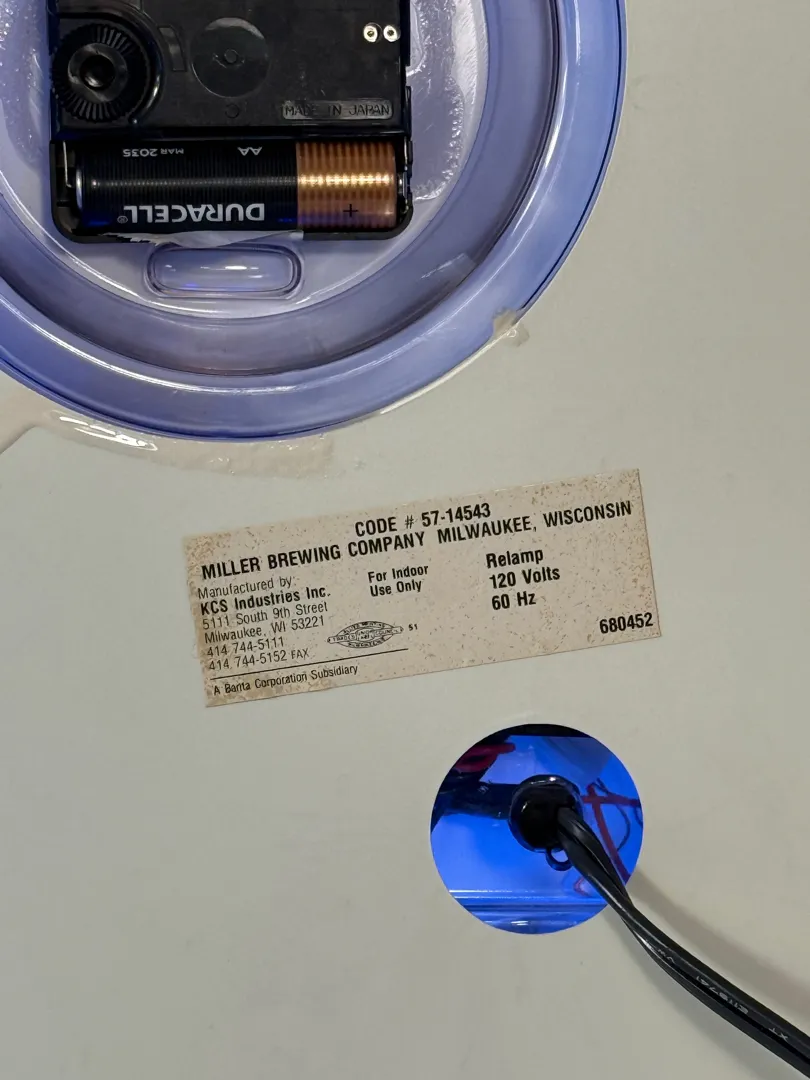 MADE IN JAPAN
AA MAR 2035
DURACELL®
+
CODE # 57-14543
MILLER BREWING COMPANY MILWAUKEE, WISCONSIN
Manufactured by:
KCS Industries Inc.
5111 South 9th Street
Milwaukee, WI 53221
414 744-5111
414 744-5152 FAX
A Banta Corporation Subsidiary
For Indoor
Use Only
51
Relamp
120 Volts
60 Hz
680452